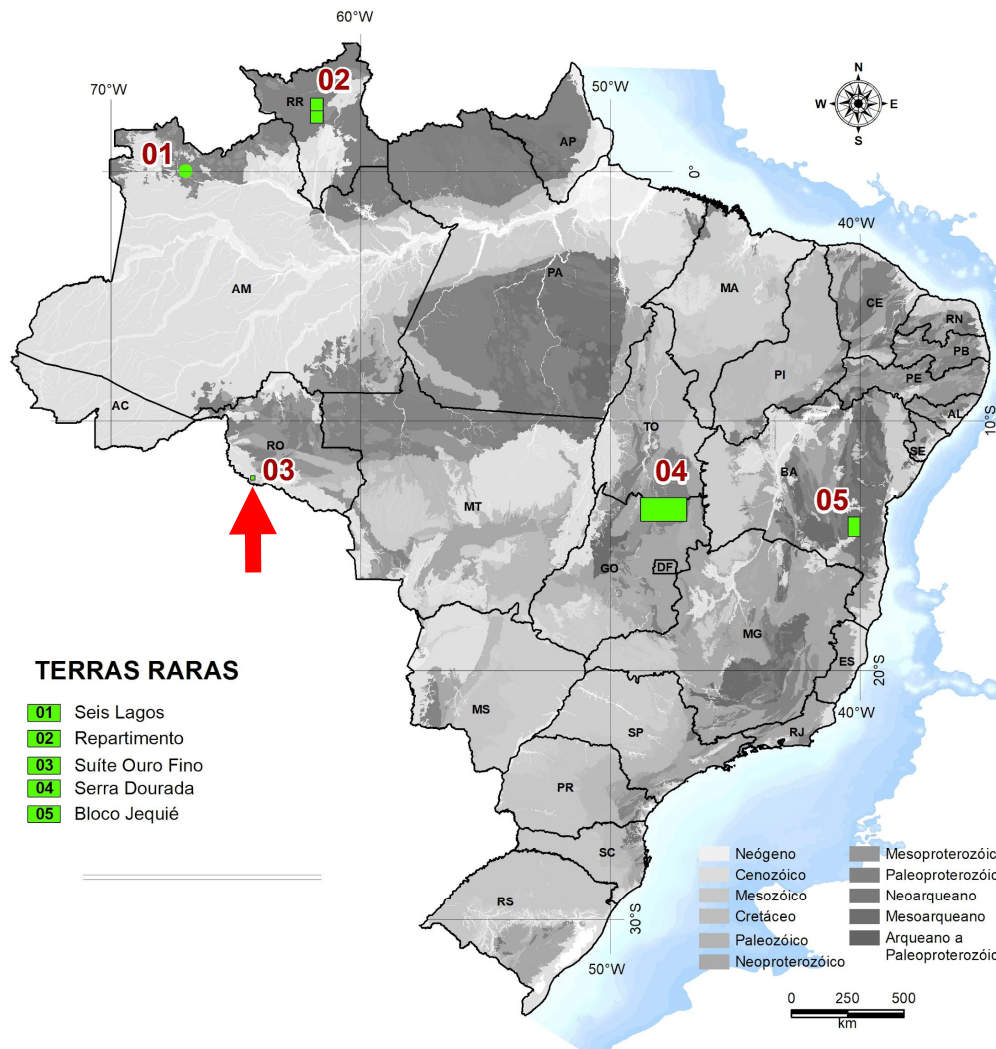 60°W
02
70°W
50°W
N
W
E
S
RR
AP
01
0°
40°W
AM
PA
MA
CE
RN
PB
PI
PE
AC
AL
10°S
TO
SE
RO
03
04
BA
05
MT
GO
DF
MG
ES
20°S
40°W
MS
SP
RJ
PR
SC
RS
30°S
50°W
TERRAS RARAS
01 Seis Lagos
02 Repartimento
03 Suíte Ouro Fino
04 Serra Dourada
05 Bloco Jequié
Neógeno
Cenozóico
Mesozóico
Cretáceo
Paleozóico
Neoproterozóico
Mesoproterozóic
Paleoproterozóic
Neoarqueano
Mesoarqueano
Arqueano a
Paleoproterozóic
0 250 500
km